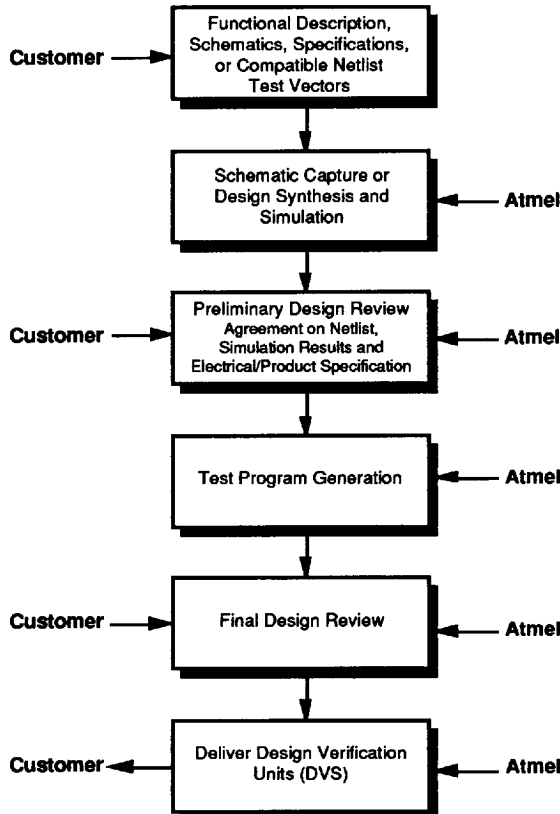 Functional Description,
Schematics, Specifications,
Customer
or Compatible Netlist
Test Vectors
Schematic Capture or
Design Synthesis and
Simulation
Atmel
Preliminary Design Review
Agreement on Netlist,
Customer
Simulation Results and
Electrical/Product Specification
Atmel
Test Program Generation
Atmel
Customer
Final Design Review
Atmel
Customer
Deliver Design Verification
Units (DVS)
Atmel